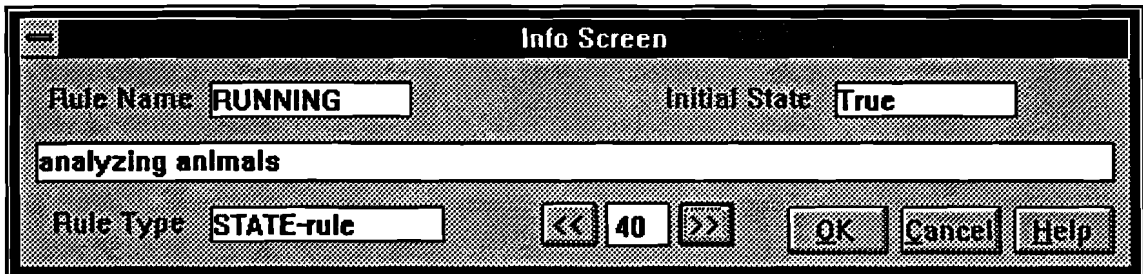 Info Screen
Rule Name RUNNING Initial State True
analyzing animals
Rule Type STATE-rule << 40 >> OK Cancel Help